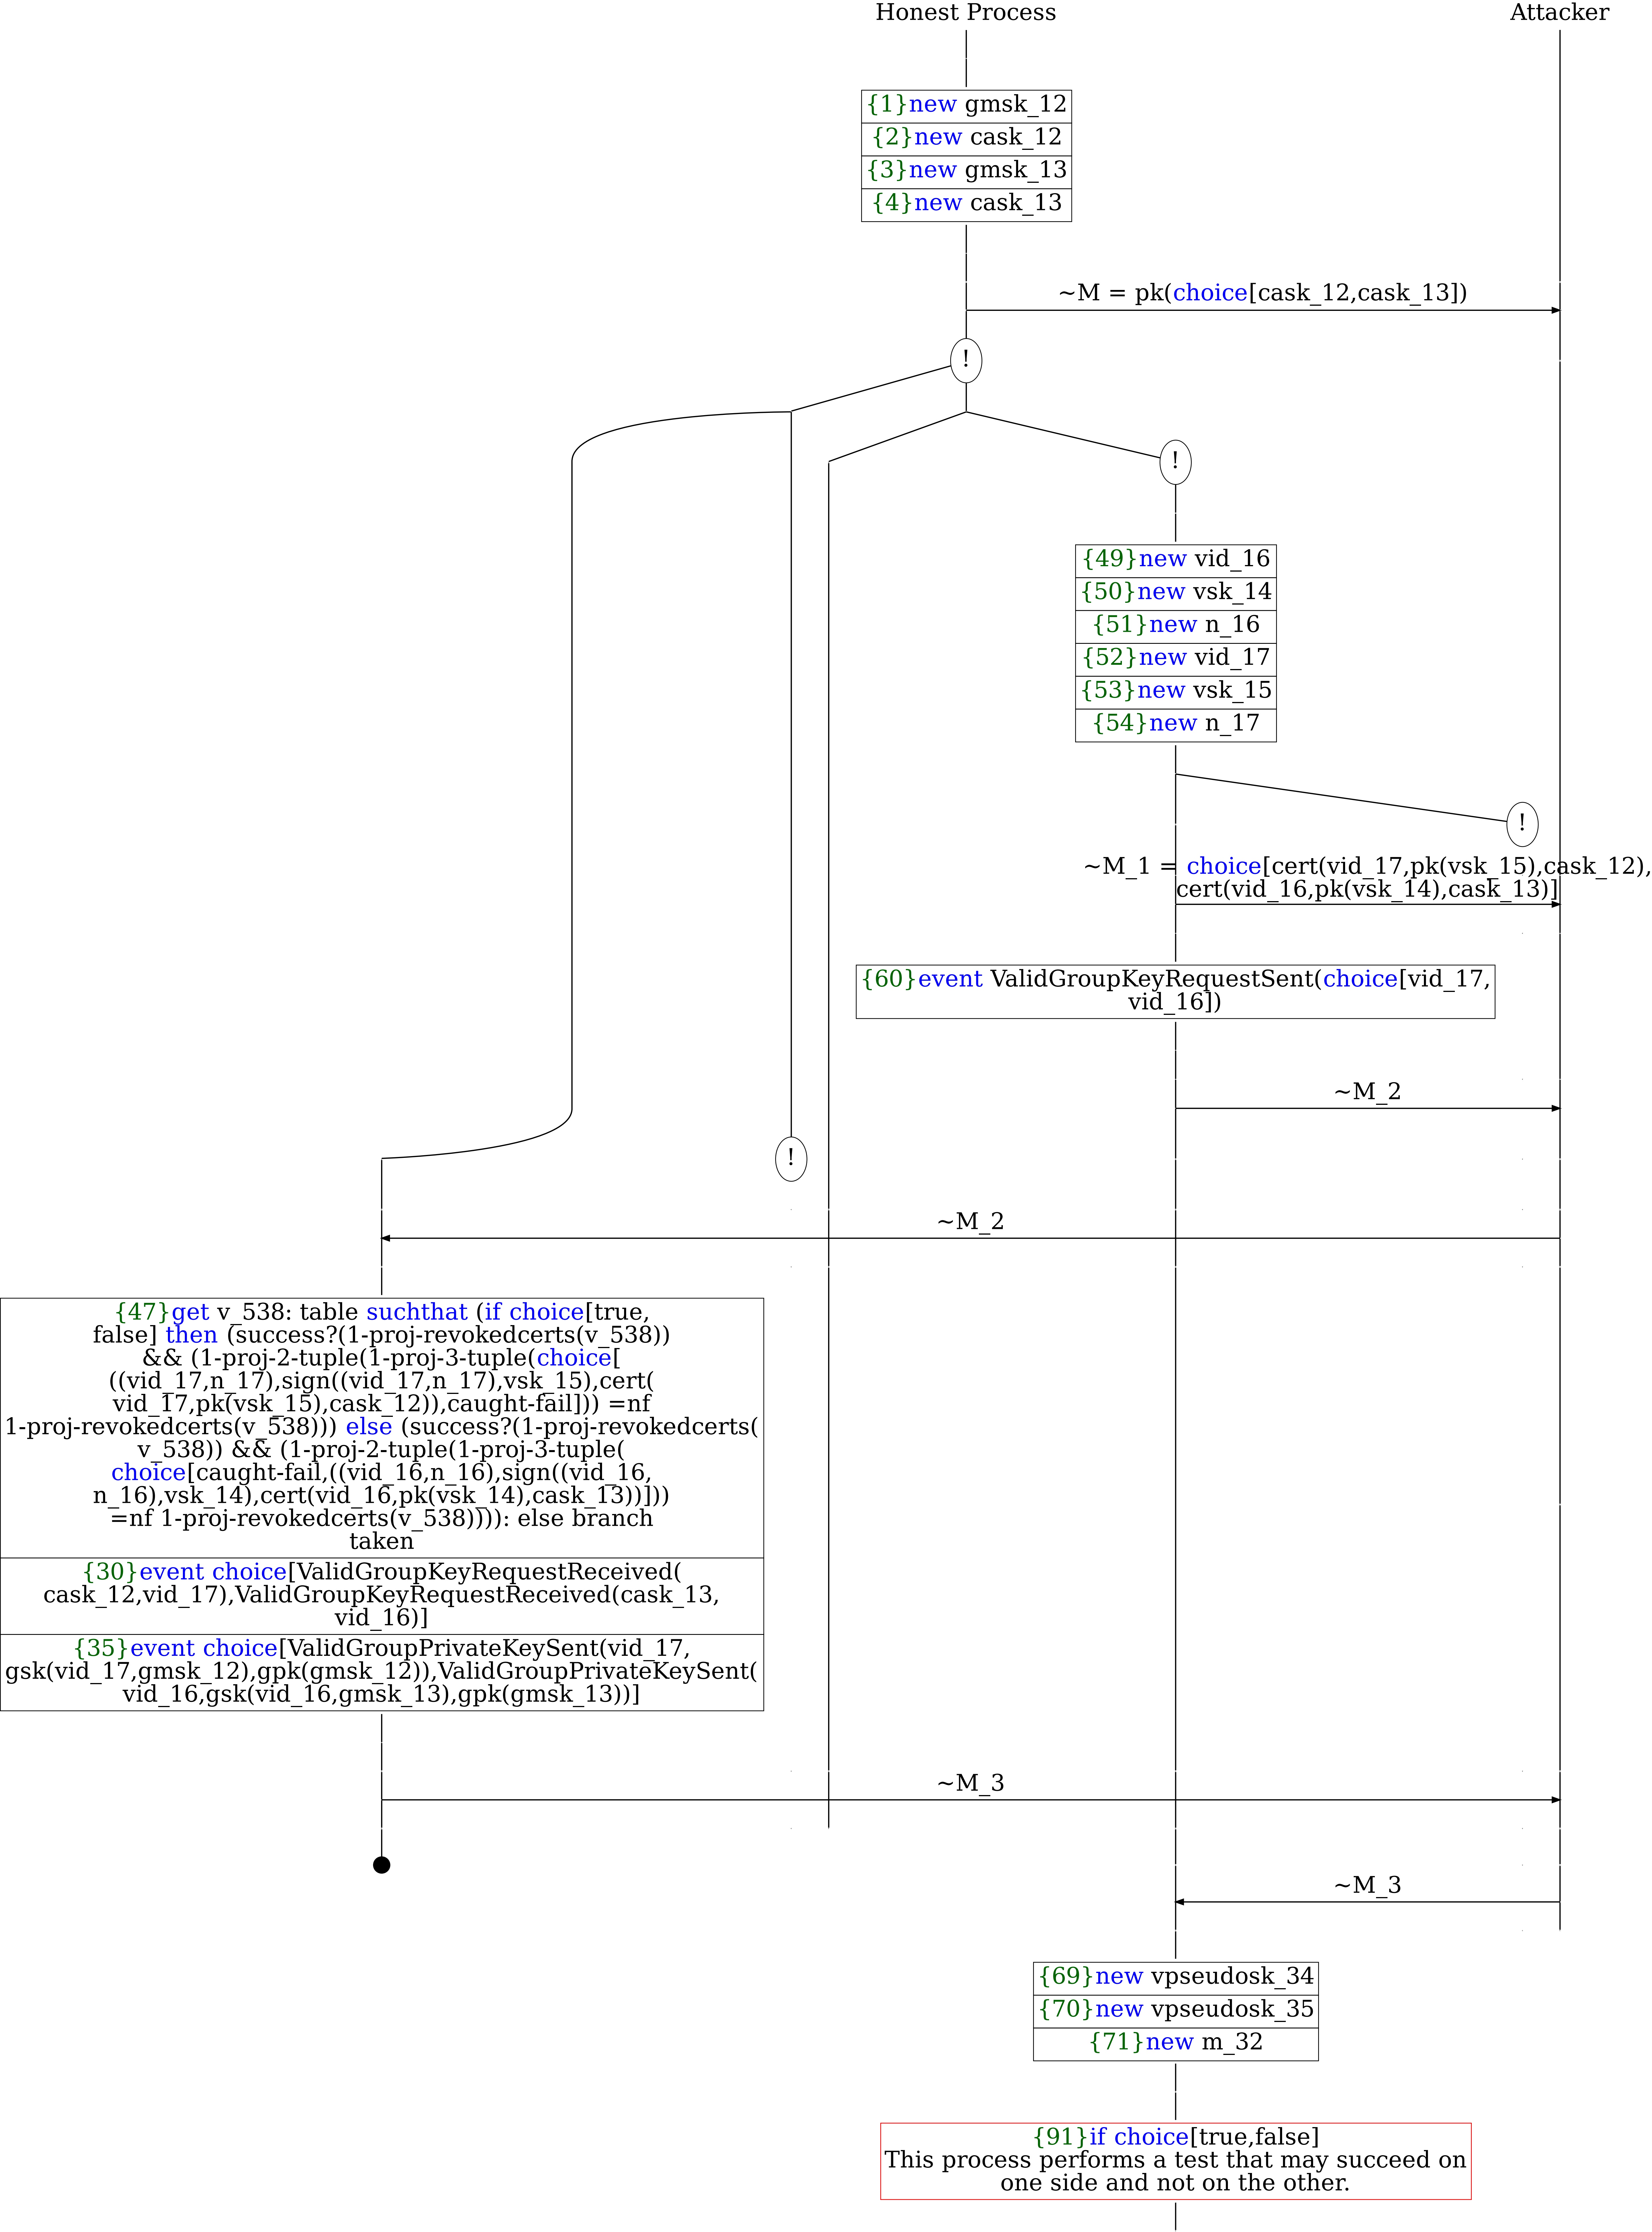 Honest Process
Attacker
{1}new gmsk_12
{2}new cask_12
{3}new gmsk_13
{4}new cask_13
~M = pk(choice[cask_12,cask_13])
!
!
{49}new vid_16
{50}new vsk_14
{51}new n_16
{52}new vid_17
{53}new vsk_15
{54}new n_17
!
~M_1 = choice[cert(vid_17,pk(vsk_15),cask_12),
cert(vid_16,pk(vsk_14),cask_13)]
{60}event ValidGroupKeyRequestSent(choice[vid_17,
vid_16])
~M_2
!
~M_2
{47}get v_538: table suchthat (if choice[true,
false] then (success?(1-proj-revokedcerts(v_538))
&& (1-proj-2-tuple(1-proj-3-tuple(choice[
((vid_17,n_17),sign((vid_17,n_17),vsk_15),cert(
vid_17,pk(vsk_15),cask_12)),caught-fail])) =nf
1-proj-revokedcerts(v_538))) else (success?(1-proj-revokedcerts(
v_538)) && (1-proj-2-tuple(1-proj-3-tuple(
choice[caught-fail,((vid_16,n_16),sign((vid_16,
n_16),vsk_14),cert(vid_16,pk(vsk_14),cask_13))]))
=nf 1-proj-revokedcerts(v_538)))): else branch
taken
{30}event choice[ValidGroupKeyRequestReceived(
cask_12,vid_17),ValidGroupKeyRequestReceived(cask_13,
vid_16)]
{35}event choice[ValidGroupPrivateKeySent(vid_17,
gsk(vid_17,gmsk_12),gpk(gmsk_12)),ValidGroupPrivateKeySent(
vid_16,gsk(vid_16,gmsk_13),gpk(gmsk_13))]
~M_3
~M_3
{69}new vpseudosk_34
{70}new vpseudosk_35
{71}new m_32
{91}if choice[true,false]
This process performs a test that may succeed on
one side and not on the other.